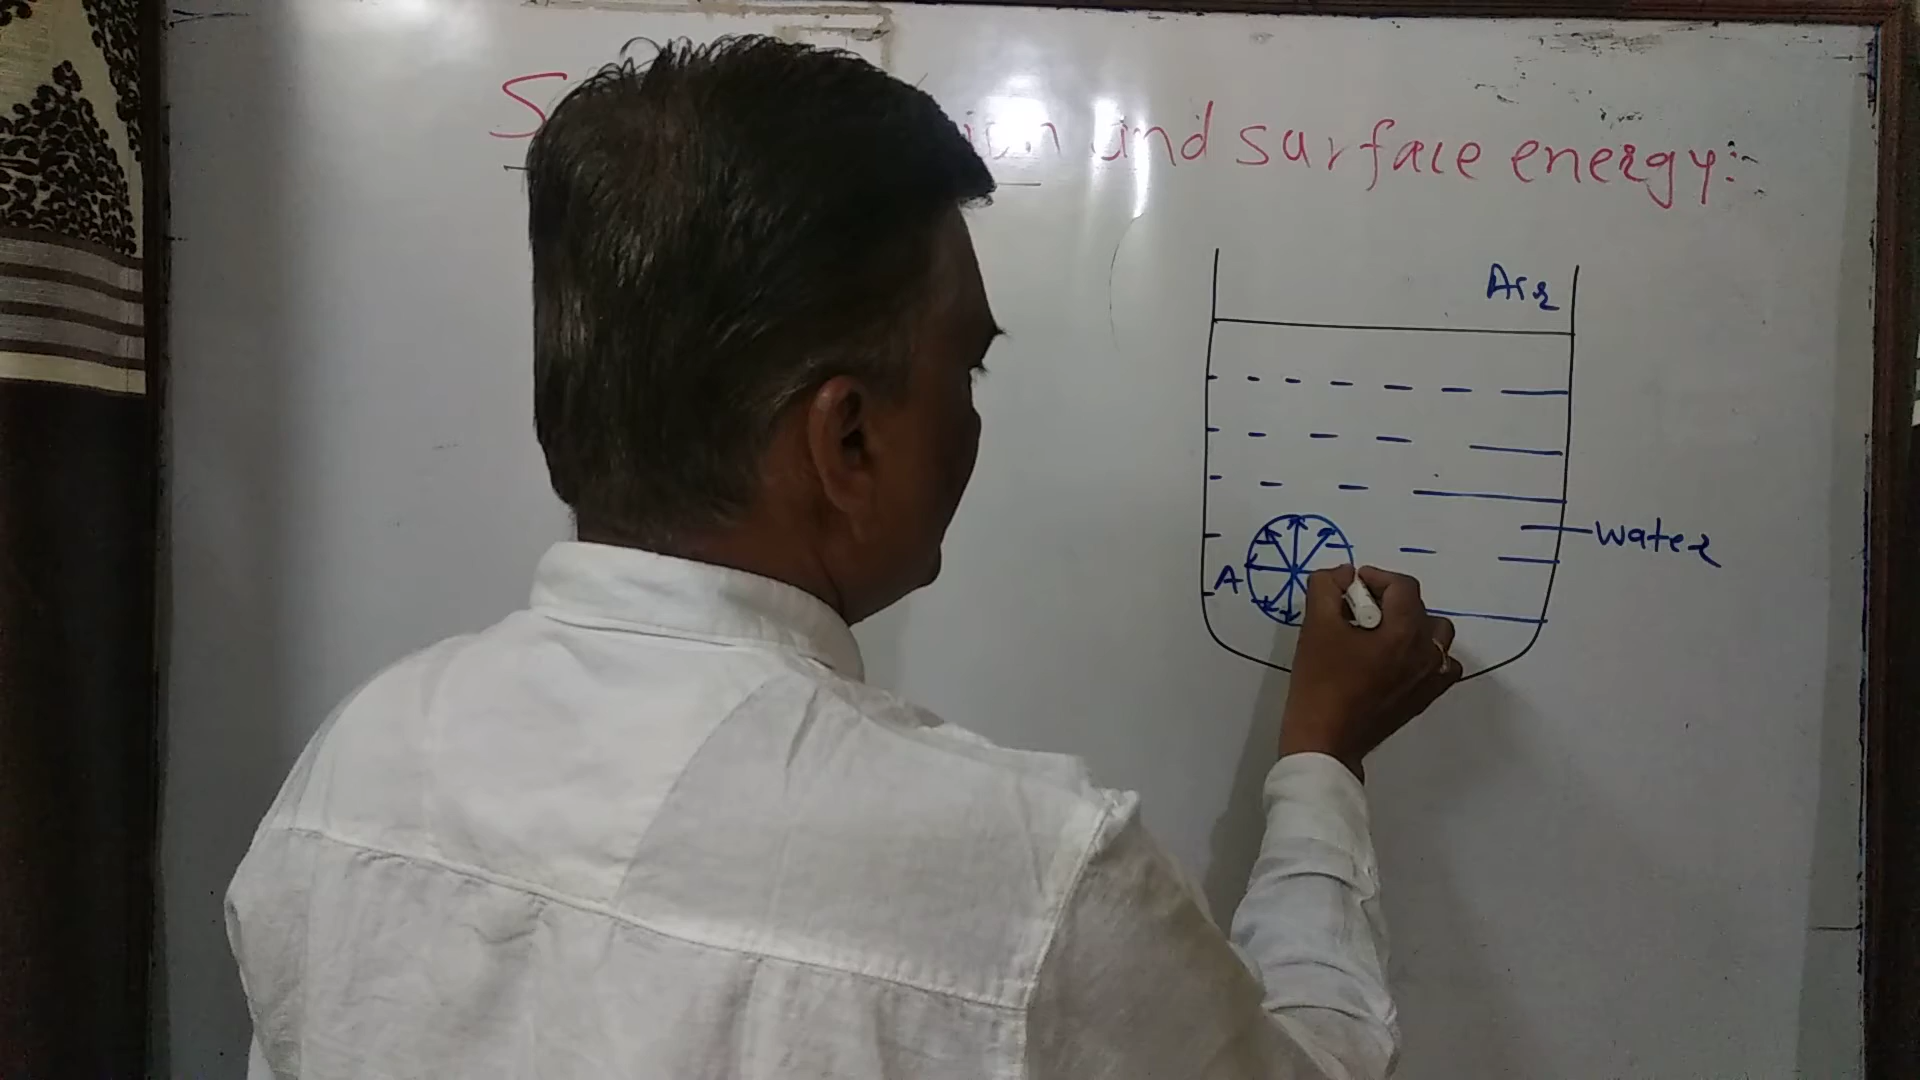 and surface energy:-
Air
Water
A